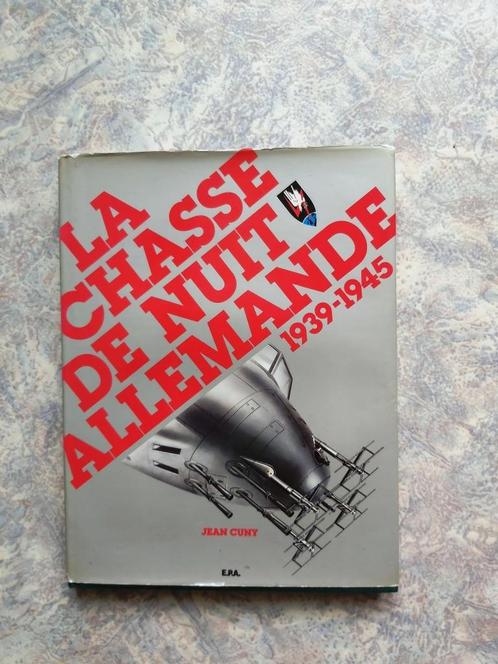 LA
CHASSE
DE NUIT
ALLEMANDE
1939-1945
JEAN CUNY
E.P.A.